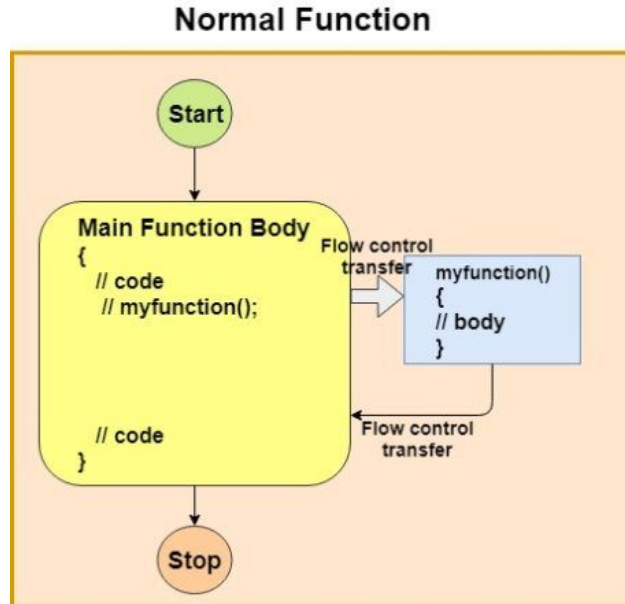 Normal Function
Start
Main Function Body
{
// code
// myfunction();
// code
}
Flow control
transfer
myfunction()
{
// body
}
Flow control
transfer
Stop